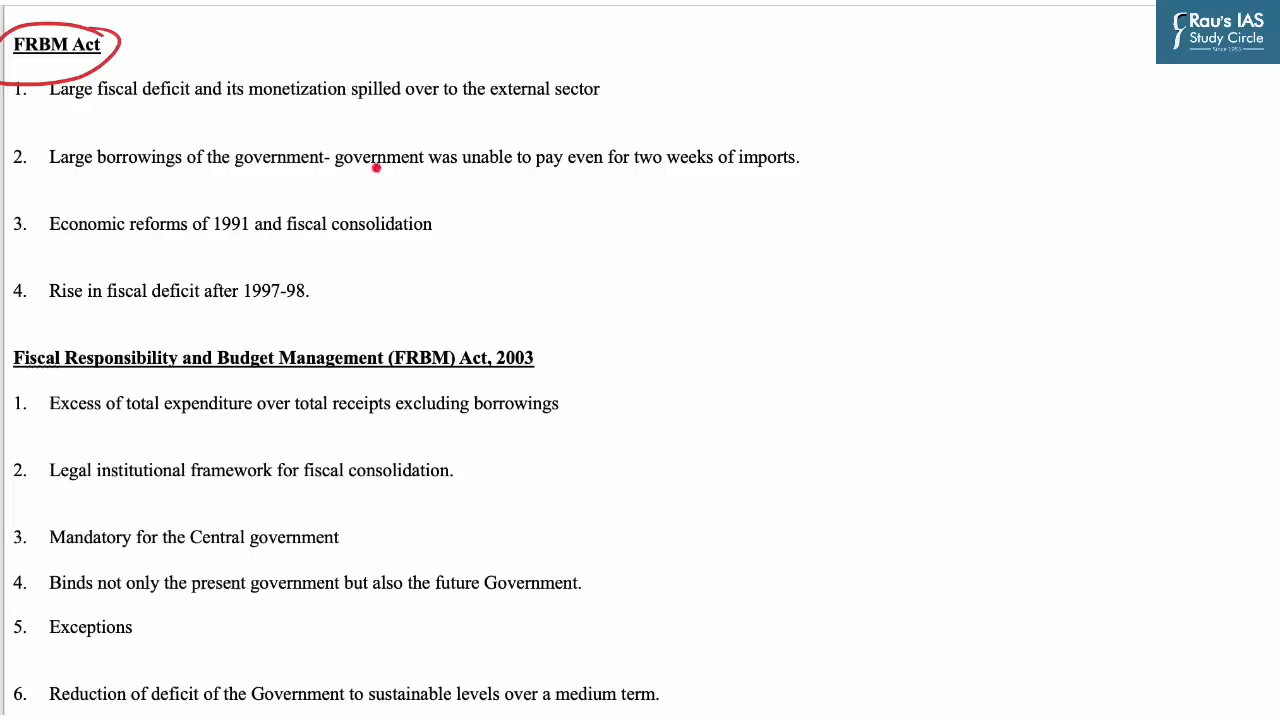 Rau's IAS
Study Circle
Since 1953
FRBM Act
1. Large fiscal deficit and its monetization spilled over to the external sector
2. Large borrowings of the government- government was unable to pay even for two weeks of imports.
3. Economic reforms of 1991 and fiscal consolidation
4. Rise in fiscal deficit after 1997-98.
Fiscal Responsibility and Budget Management (FRBM) Act, 2003
1. Excess of total expenditure over total receipts excluding borrowings
2. Legal institutional framework for fiscal consolidation.
3. Mandatory for the Central government
4. Binds not only the present government but also the future Government.
5. Exceptions
6. Reduction of deficit of the Government to sustainable levels over a medium term.